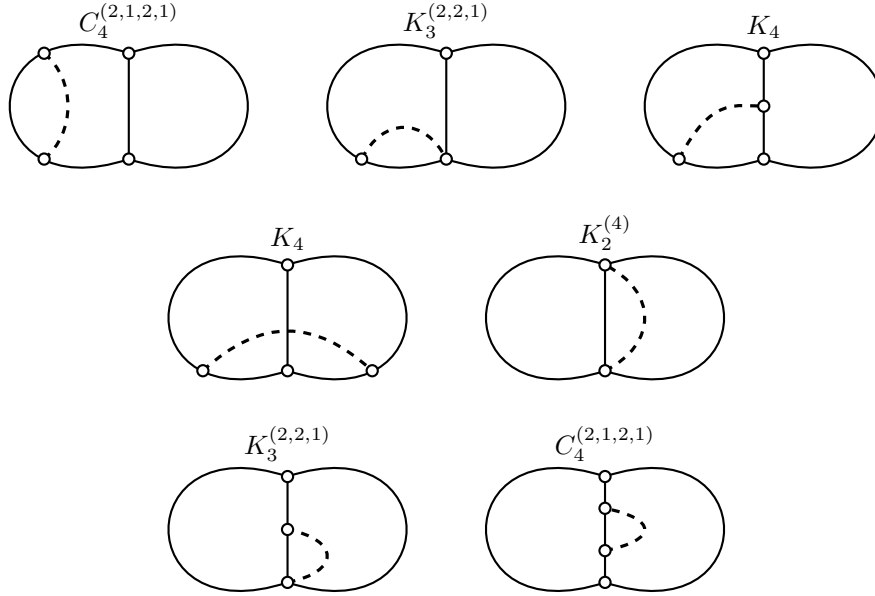 C_4^{(2,1,2,1)} K_3^{(2,2,1)} K_4
K_4 K_2^{(4)}
K_3^{(2,2,1)} C_4^{(2,1,2,1)}